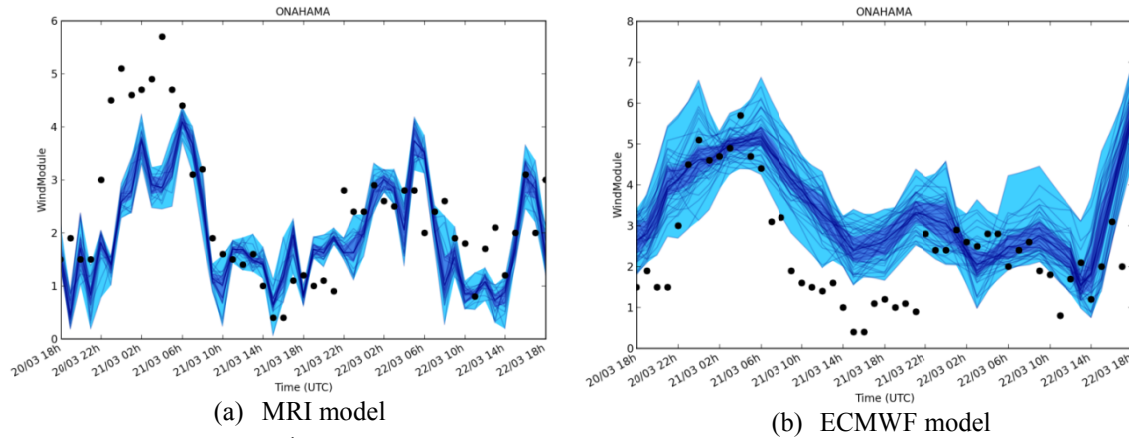 ONAHAMA
6
5
4
3
2
1
0
WindModule
20/03 18h
20/03 22h
21/03 02h
21/03 06h
21/03 10h
21/03 14h
21/03 18h
21/03 22h
22/03 02h
22/03 06h
22/03 10h
22/03 14h
22/03 18h
Time (UTC)
(a) MRI model
ONAHAMA
8
7
6
5
4
3
2
1
0
WindModule
20/03 18h
20/03 22h
21/03 02h
21/03 06h
21/03 10h
21/03 14h
21/03 18h
21/03 22h
22/03 02h
22/03 06h
22/03 10h
22/03 14h
22/03 18h
Time (UTC)
(b) ECMWF model